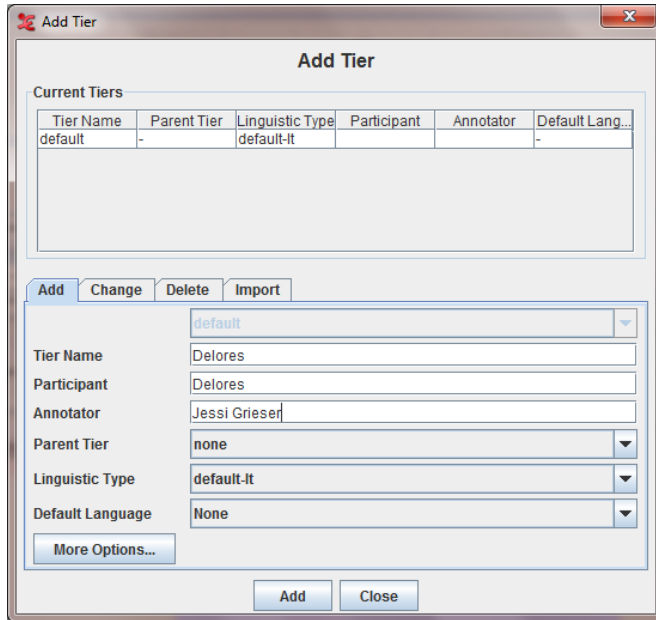 Add Tier
Add Tier
Current Tiers
Tier Name Parent Tier Linguistic Type Participant Annotator Default Lang...
default - default-lt -
Add Change Delete Import
default
Tier Name Delores
Participant Delores
Annotator Jessi Grieser
Parent Tier none
Linguistic Type default-lt
Default Language None
More Options...
Add Close